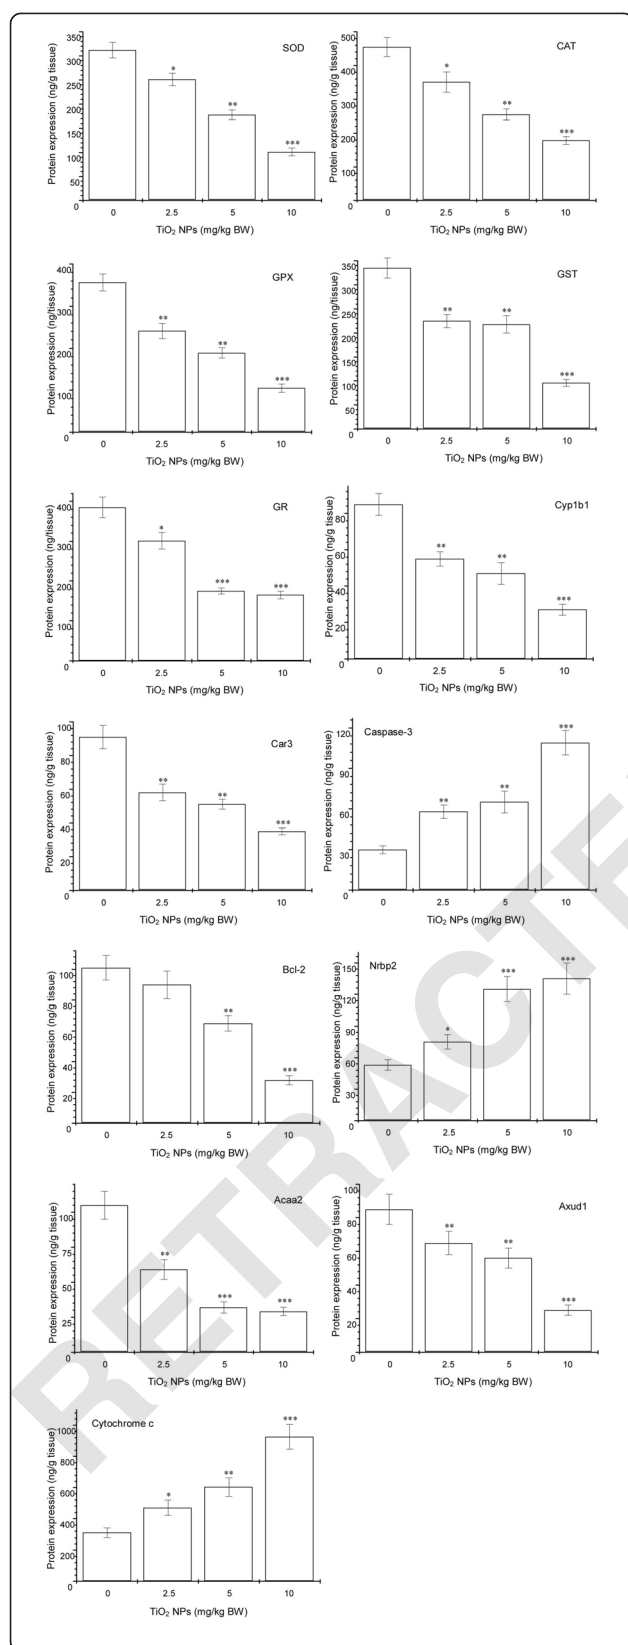 SOD
Protein expression (ng/g tissue)
350
300
250
200
150
100
50
0
*
**
***
0 2.5 5 10
TiO2 NPs (mg/kg BW)
CAT
Protein expression (ng/g tissue)
500
400
300
200
100
0
*
**
***
0 2.5 5 10
TiO2 NPs (mg/kg BW)
GPX
Protein expression (ng/tissue)
400
300
200
100
0
**
**
***
0 2.5 5 10
TiO2 NPs (mg/kg BW)
GST
Protein expression (ng/tissue)
350
300
250
200
150
100
50
0
**
**
***
0 2.5 5 10
TiO2 NPs (mg/kg BW)
GR
Protein expression (ng/tissue)
400
300
200
100
0
*
***
***
0 2.5 5 10
TiO2 NPs (mg/kg BW)
Cyp1b1
Protein expression (ng/g tissue)
80
60
40
20
0
**
**
***
0 2.5 5 10
TiO2 NPs (mg/kg BW)
Car3
Protein expression (ng/g tissue)
100
80
60
40
20
0
**
**
***
0 2.5 5 10
TiO2 NPs (mg/kg BW)
Caspase-3
Protein expression (ng/g tissue)
120
90
60
30
0
**
**
***
0 2.5 5 10
TiO2 NPs (mg/kg BW)
Bcl-2
Protein expression (ng/g tissue)
100
80
60
40
20
0
**
***
0 2.5 5 10
TiO2 NPs (mg/kg BW)
Nrbp2
Protein expression (ng/g tissue)
150
120
90
60
30
0
*
***
***
0 2.5 5 10
TiO2 NPs (mg/kg BW)
Acaa2
Protein expression (ng/g tissue)
100
75
50
25
0
**
***
***
0 2.5 5 10
TiO2 NPs (mg/kg BW)
Axud1
Protein expression (ng/g tissue)
100
80
60
40
20
0
**
**
***
0 2.5 5 10
TiO2 NPs (mg/kg BW)
Cytochrome c
Protein expression (ng/g tissue)
1000
800
600
400
200
0
*
**
***
0 2.5 5 10
TiO2 NPs (mg/kg BW)
RETRACTE